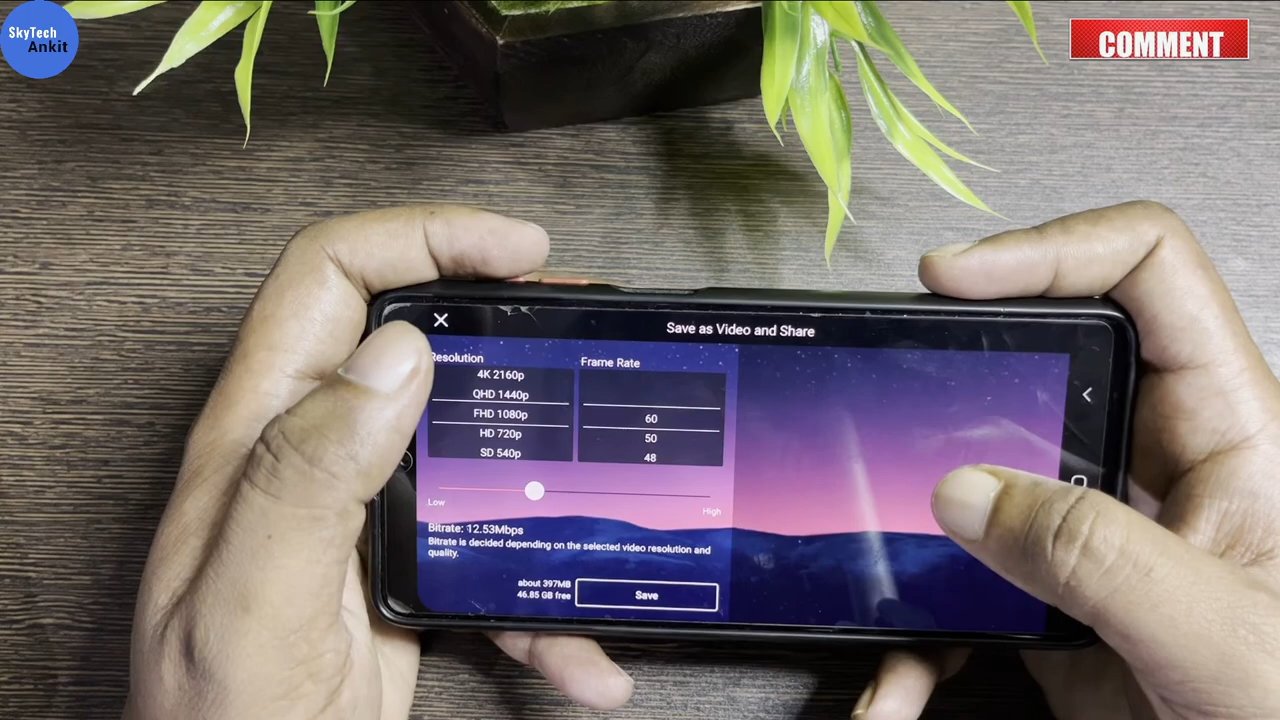 SkyTech
Ankit
COMMENT
Save as Video and Share
Resolution
Frame Rate
4K 2160p
QHD 1440p
FHD 1080p
HD 720p
SD 540p
60
50
48
Low
High
Bitrate: 12.53Mbps
Bitrate is decided depending on the selected video resolution and
quality.
about 397MB
46.85 GB free
Save